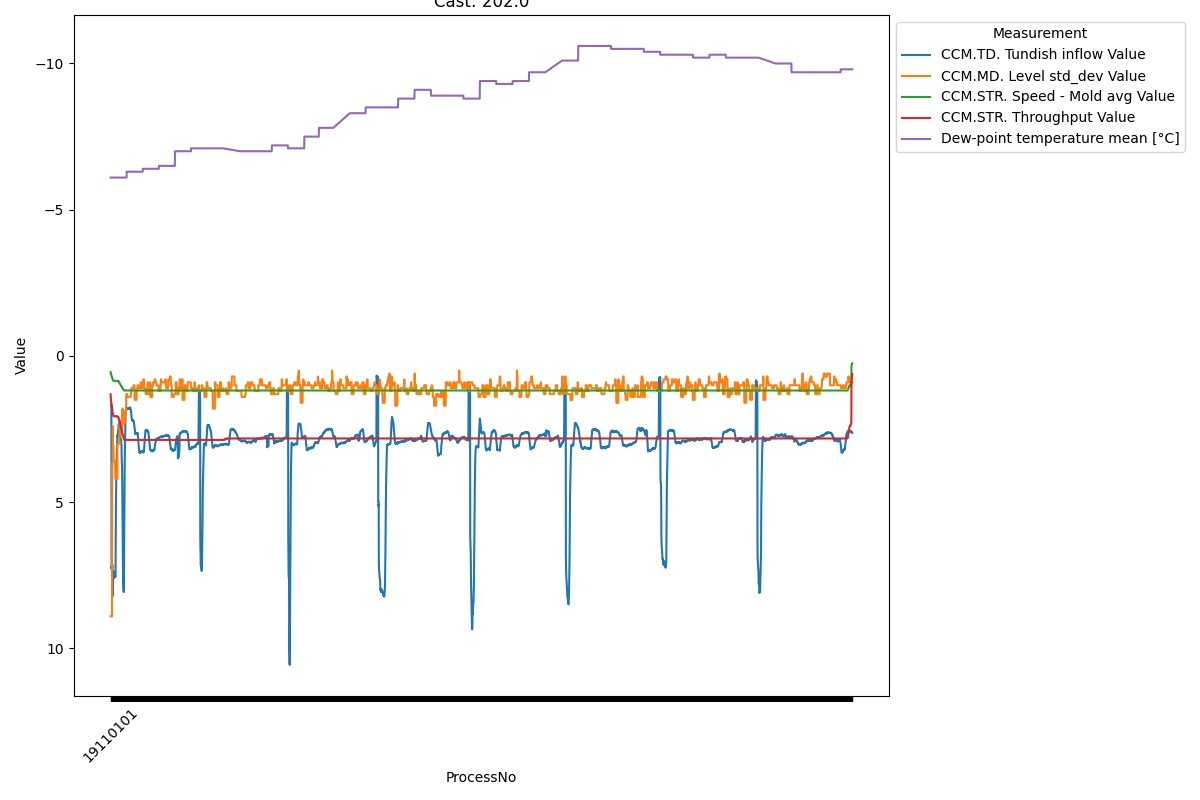 Cast: 202.0
Measurement
CCM.TD. Tundish inflow Value
CCM.MD. Level std_dev Value
CCM.STR. Speed - Mold avg Value
CCM.STR. Throughput Value
Dew-point temperature mean [°C]
−10
−5
0
5
10
Value
19110101
ProcessNo